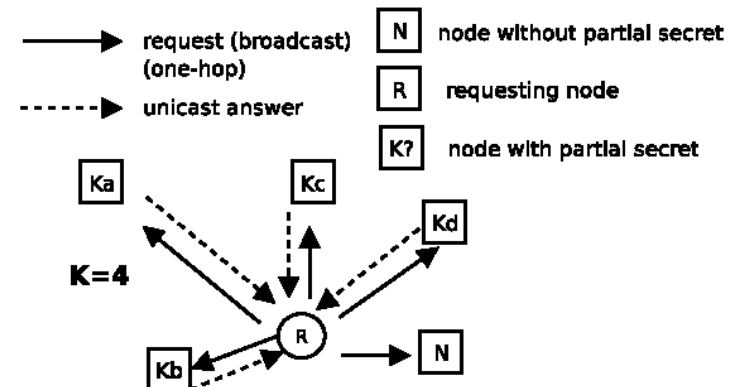 request (broadcast)
(one-hop)
unicast answer
N node without partial secret
R requesting node
K? node with partial secret
Ka
Kc
Kd
K=4
R
N
Kb